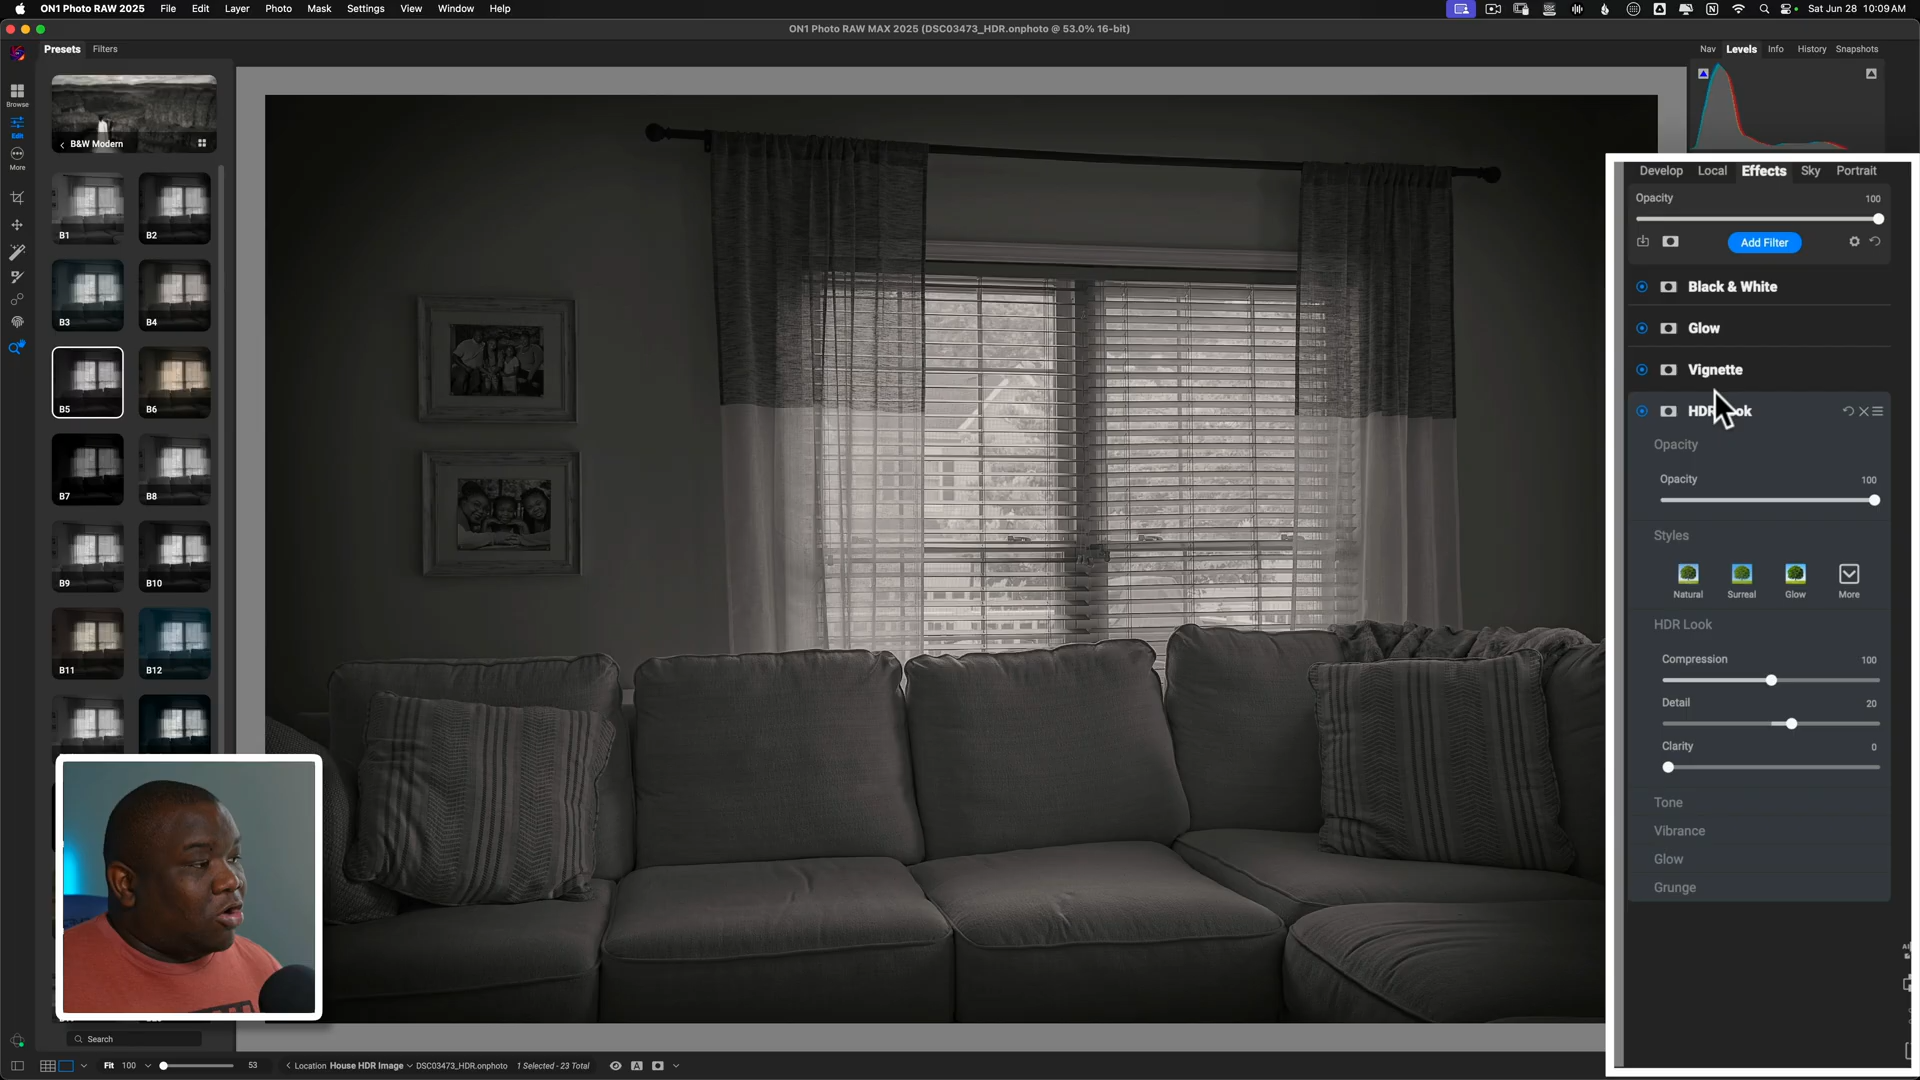 ON1 Photo RAW 2025 File Edit Layer Photo Mask Settings View Window Help Sat Jun 28 10:09 AM
ON1 Photo RAW MAX 2025 (DSC03473_HDR.onphoto @ 53.0% 16-bit)
Presets Filters
Nav Levels Info History Snapshots
Browse
Edit
More
B&W Modern
B1 B2
B3 B4
B5 B6
B7 B8
B9 B10
B11 B12
Search
Develop Local Effects Sky Portrait
Opacity 100
Add Filter
Black & White
Glow
Vignette
HDR Look
Opacity
Opacity 100
Styles
Natural Surreal Glow More
HDR Look
Compression 100
Detail 20
Clarity 0
Tone
Vibrance
Glow
Grunge
Fit 100 53 Location House HDR Image DSC03473_HDR.onphoto 1 Selected - 23 Total